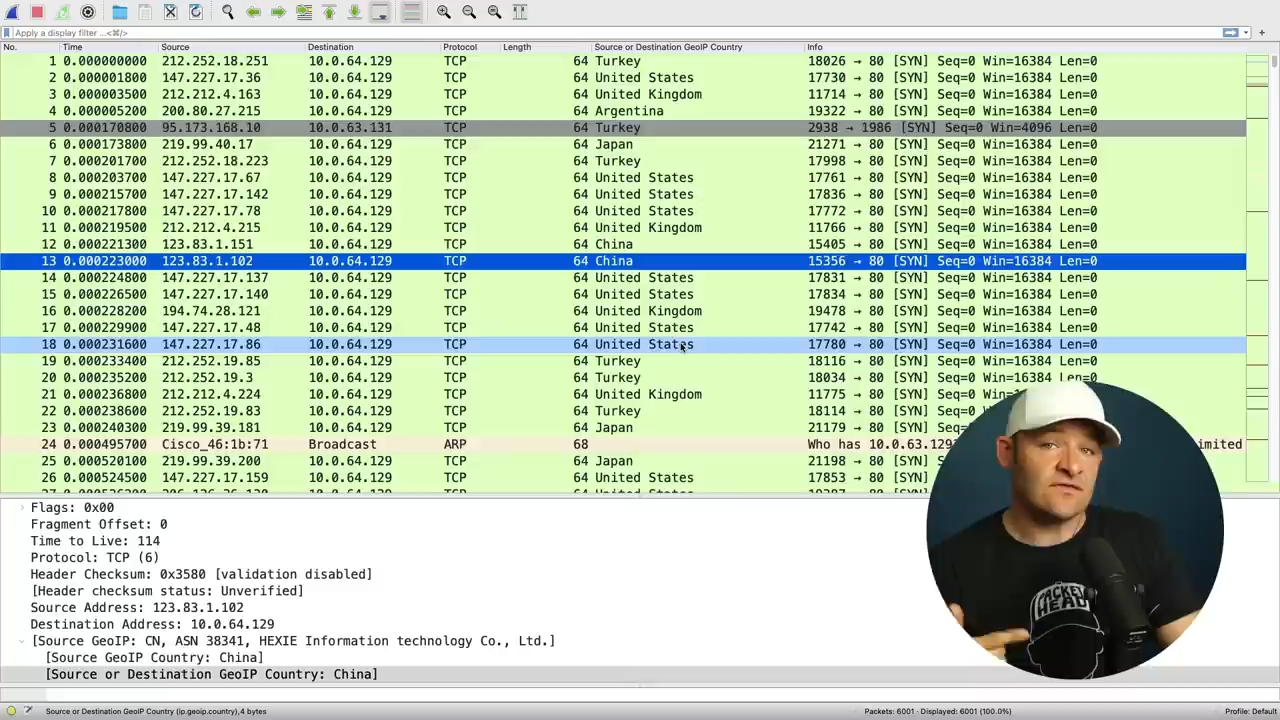 Apply a display filter ...<⌘/>
No. Time Source Destination Protocol Length Source or Destination GeoIP Country Info
1 0.000000000 212.252.18.251 10.0.64.129 TCP 64 Turkey 18026 → 80 [SYN] Seq=0 Win=16384 Len=0
2 0.000001800 147.227.17.36 10.0.64.129 TCP 64 United States 17730 → 80 [SYN] Seq=0 Win=16384 Len=0
3 0.000003500 212.212.4.163 10.0.64.129 TCP 64 United Kingdom 11714 → 80 [SYN] Seq=0 Win=16384 Len=0
4 0.000005200 200.80.27.215 10.0.64.129 TCP 64 Argentina 19322 → 80 [SYN] Seq=0 Win=16384 Len=0
5 0.000170800 95.173.168.10 10.0.63.131 TCP 64 Turkey 2938 → 1986 [SYN] Seq=0 Win=4096 Len=0
6 0.000173800 219.99.40.17 10.0.64.129 TCP 64 Japan 21271 → 80 [SYN] Seq=0 Win=16384 Len=0
7 0.000201700 212.252.18.223 10.0.64.129 TCP 64 Turkey 17998 → 80 [SYN] Seq=0 Win=16384 Len=0
8 0.000203700 147.227.17.67 10.0.64.129 TCP 64 United States 17761 → 80 [SYN] Seq=0 Win=16384 Len=0
9 0.000215700 147.227.17.142 10.0.64.129 TCP 64 United States 17836 → 80 [SYN] Seq=0 Win=16384 Len=0
10 0.000217800 147.227.17.78 10.0.64.129 TCP 64 United States 17772 → 80 [SYN] Seq=0 Win=16384 Len=0
11 0.000219500 212.212.4.215 10.0.64.129 TCP 64 United Kingdom 11766 → 80 [SYN] Seq=0 Win=16384 Len=0
12 0.000221300 123.83.1.151 10.0.64.129 TCP 64 China 15405 → 80 [SYN] Seq=0 Win=16384 Len=0
13 0.000223000 123.83.1.102 10.0.64.129 TCP 64 China 15356 → 80 [SYN] Seq=0 Win=16384 Len=0
14 0.000224800 147.227.17.137 10.0.64.129 TCP 64 United States 17831 → 80 [SYN] Seq=0 Win=16384 Len=0
15 0.000226500 147.227.17.140 10.0.64.129 TCP 64 United States 17834 → 80 [SYN] Seq=0 Win=16384 Len=0
16 0.000228200 194.74.28.121 10.0.64.129 TCP 64 United Kingdom 19478 → 80 [SYN] Seq=0 Win=16384 Len=0
17 0.000229900 147.227.17.48 10.0.64.129 TCP 64 United States 17742 → 80 [SYN] Seq=0 Win=16384 Len=0
18 0.000231600 147.227.17.86 10.0.64.129 TCP 64 United States 17780 → 80 [SYN] Seq=0 Win=16384 Len=0
19 0.000233400 212.252.19.85 10.0.64.129 TCP 64 Turkey 18116 → 80 [SYN] Seq=0 Win=16384 Len=0
20 0.000235200 212.252.19.3 10.0.64.129 TCP 64 Turkey 18034 → 80 [SYN] Seq=0 Win=16384 Len=0
21 0.000236800 212.212.4.224 10.0.64.129 TCP 64 United Kingdom 11775 → 80 [SYN] Seq=0 Win=16384
22 0.000238600 212.252.19.83 10.0.64.129 TCP 64 Turkey 18114 → 80 [SYN] Seq=0 Win=16384
23 0.000240300 219.99.39.181 10.0.64.129 TCP 64 Japan 21179 → 80 [SYN] Seq=0 Win=16384
24 0.000495700 Cisco_46:1b:71 Broadcast ARP 68 Who has 10.0.63.129 imited
25 0.000520100 219.99.39.200 10.0.64.129 TCP 64 Japan 21198 → 80 [SYN] Seq=0 Win=16384
26 0.000524500 147.227.17.159 10.0.64.129 TCP 64 United States 17853 → 80 [SYN] Seq=0 Win=16384
Flags: 0x00
Fragment Offset: 0
Time to Live: 114
Protocol: TCP (6)
Header Checksum: 0x3580 [validation disabled]
[Header checksum status: Unverified]
Source Address: 123.83.1.102
Destination Address: 10.0.64.129
[Source GeoIP: CN, ASN 38341, HEXIE Information technology Co., Ltd.]
[Source GeoIP Country: China]
[Source or Destination GeoIP Country: China]
PACKET
HEAD
Source or Destination GeoIP Country (ip.geoip.country), 4 bytes Packets: 6001 · Displayed: 6001 (100.0%) Profile: Default